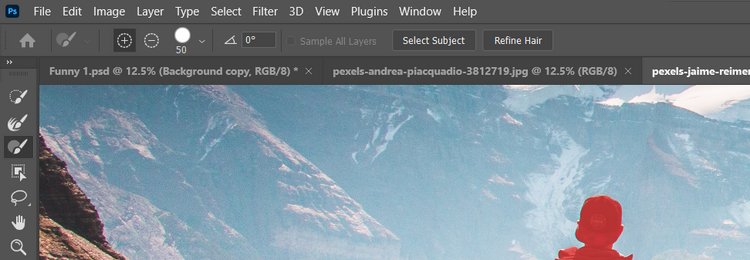 Ps File Edit Image Layer Type Select Filter 3D View Plugins Window Help
50 0° Sample All Layers Select Subject Refine Hair
Funny 1.psd @ 12.5% (Background copy, RGB/8) * × pexels-andrea-piacquadio-3812719.jpg @ 12.5% (RGB/8) × pexels-jaime-reimer